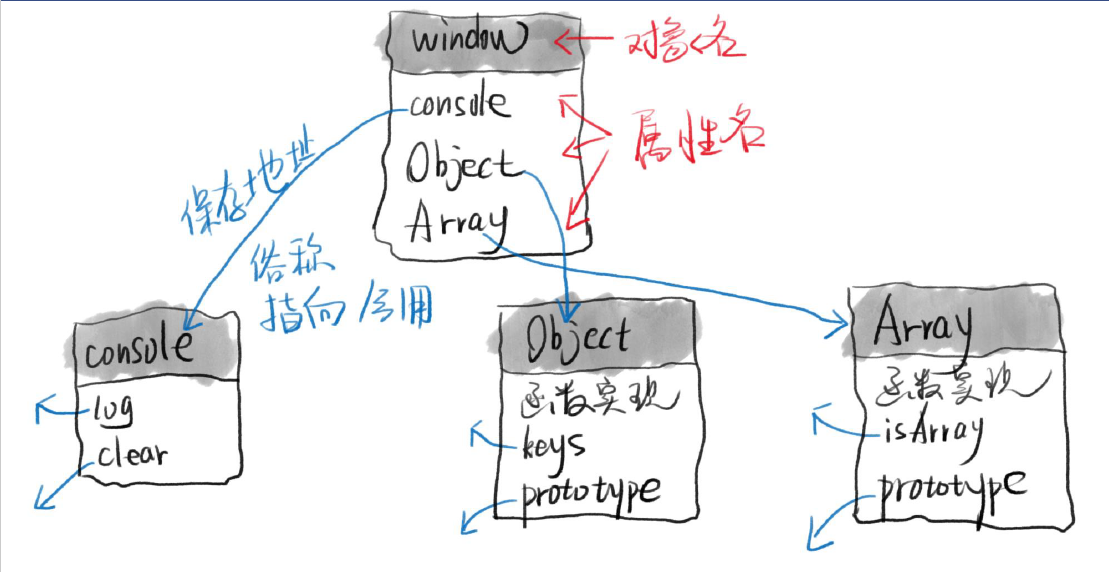 window
对象名
console
Object
Array
属性名
保存地址
俗称
指向/引用
console
log
clear
Object
函数实现
keys
prototype
Array
函数实现
isArray
prototype